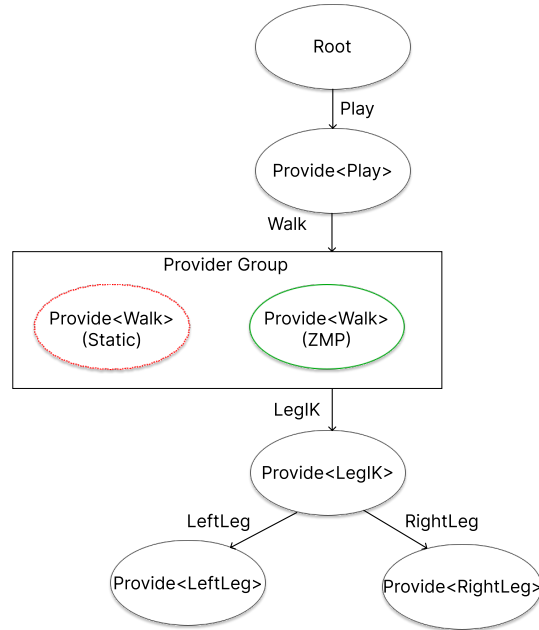 Root
Play
Provide<Play>
Walk
Provider Group
Provide<Walk>
(Static)
Provide<Walk>
(ZMP)
LegIK
Provide<LegIK>
LeftLeg
RightLeg
Provide<LeftLeg>
Provide<RightLeg>